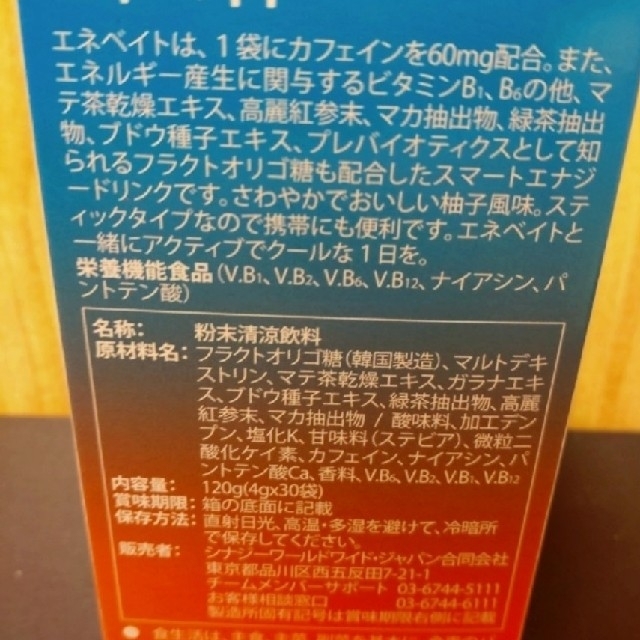 エネベイトは、1袋にカフェインを60mg配合。また、
エネルギー産生に関与するビタミンB₁、B₆の他、マ
テ茶乾燥エキス、高麗紅参末、マカ抽出物、緑茶抽出
物、ブドウ種子エキス、プレバイオティクスとして知
られるフラクトオリゴ糖も配合したスマートエナジ
ードリンクです。さわやかでおいしい柚子風味。ステ
ィックタイプなので携帯にも便利です。エネベイトと
一緒にアクティブでクールな1日を。
栄養機能食品(V.B₁、V.B₂、V.B₆、V.B₁₂、ナイアシン、パ
ントテン酸)
名称: 粉末清涼飲料
原材料名: フラクトオリゴ糖(韓国製造)、マルトデキ
ストリン、マテ茶乾燥エキス、ガラナエキ
ス、ブドウ種子エキス、緑茶抽出物、高麗
紅参末、マカ抽出物 / 酸味料、加工デン
プン、塩化K、甘味料(ステビア)、微粒二
酸化ケイ素、カフェイン、ナイアシン、パ
ントテン酸Ca、香料、V.B₆、V.B₂、V.B₁、V.B₁₂
内容量: 120g(4g×30袋)
賞味期限: 箱の底面に記載
保存方法: 直射日光、高温・多湿を避けて、冷暗所
で保存してください。
販売者: シナジーワールドワイド・ジャパン合同会社
東京都品川区西五反田7-21-1
チームメンバーサポート 03-6744-5111
お客様相談窓口 03-6744-6111
製造所固有記号は賞味期限右側に記載